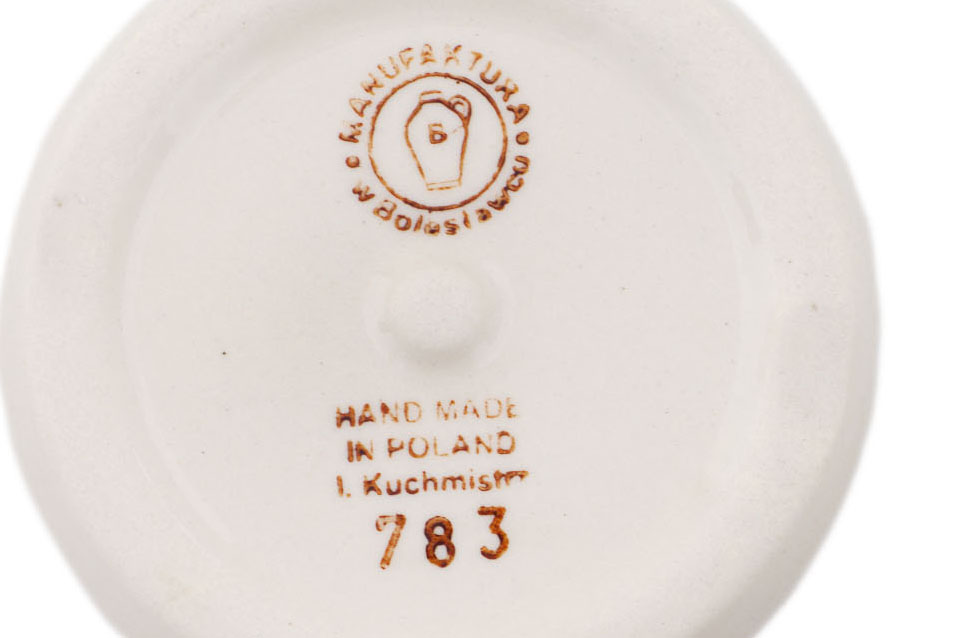 MANUFAKTURA
w Bolesławcu
B
HAND MADE
IN POLAND
I. Kuchmistrz
783